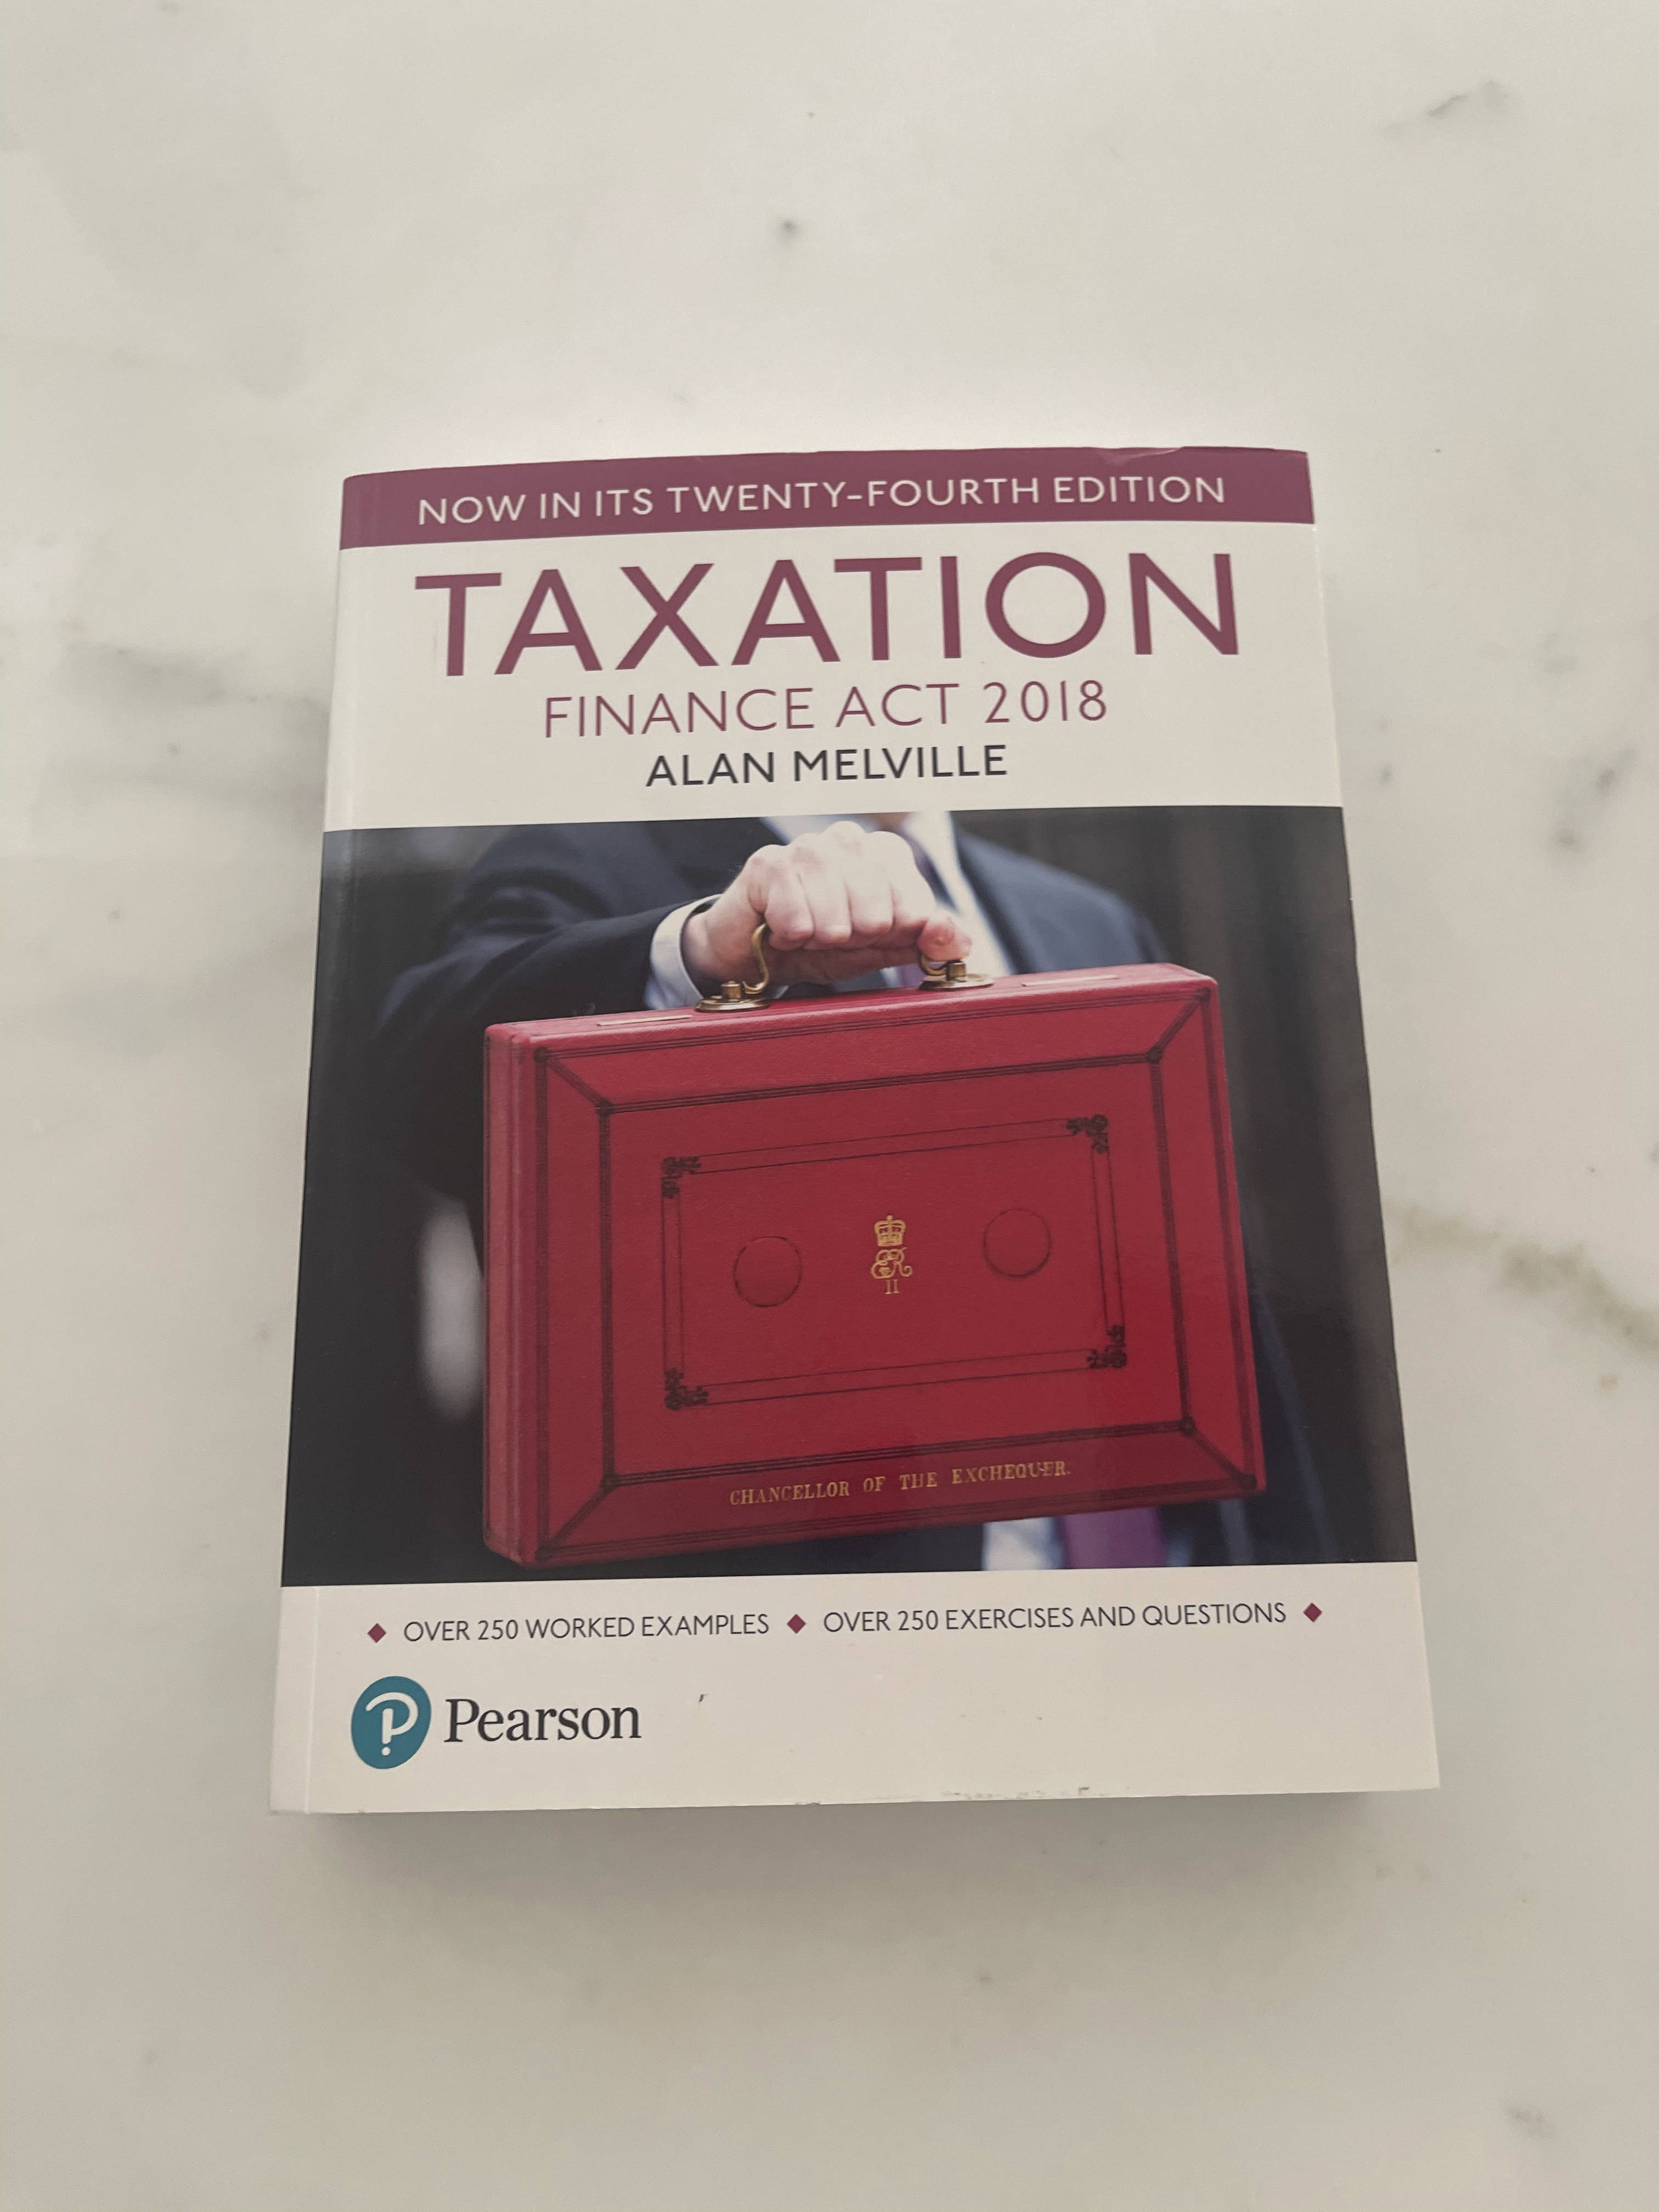 NOW IN ITS TWENTY-FOURTH EDITION
TAXATION
FINANCE ACT 2018
ALAN MELVILLE
E II R
CHANCELLOR OF THE EXCHEQUER.
◆ OVER 250 WORKED EXAMPLES ◆ OVER 250 EXERCISES AND QUESTIONS ◆
Pearson